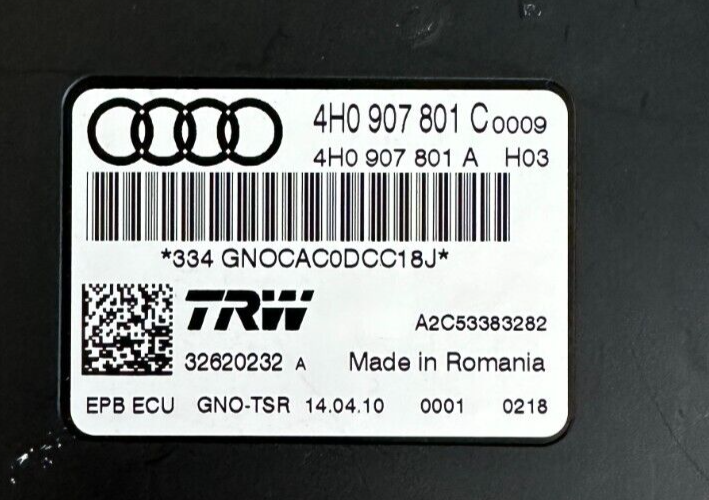 4H0 907 801 C 0009
4H0 907 801 A H03
*334 GNOCAC0DCC18J*
TRW
A2C53383282
32620232 A Made in Romania
EPB ECU GNO-TSR 14.04.10 0001 0218